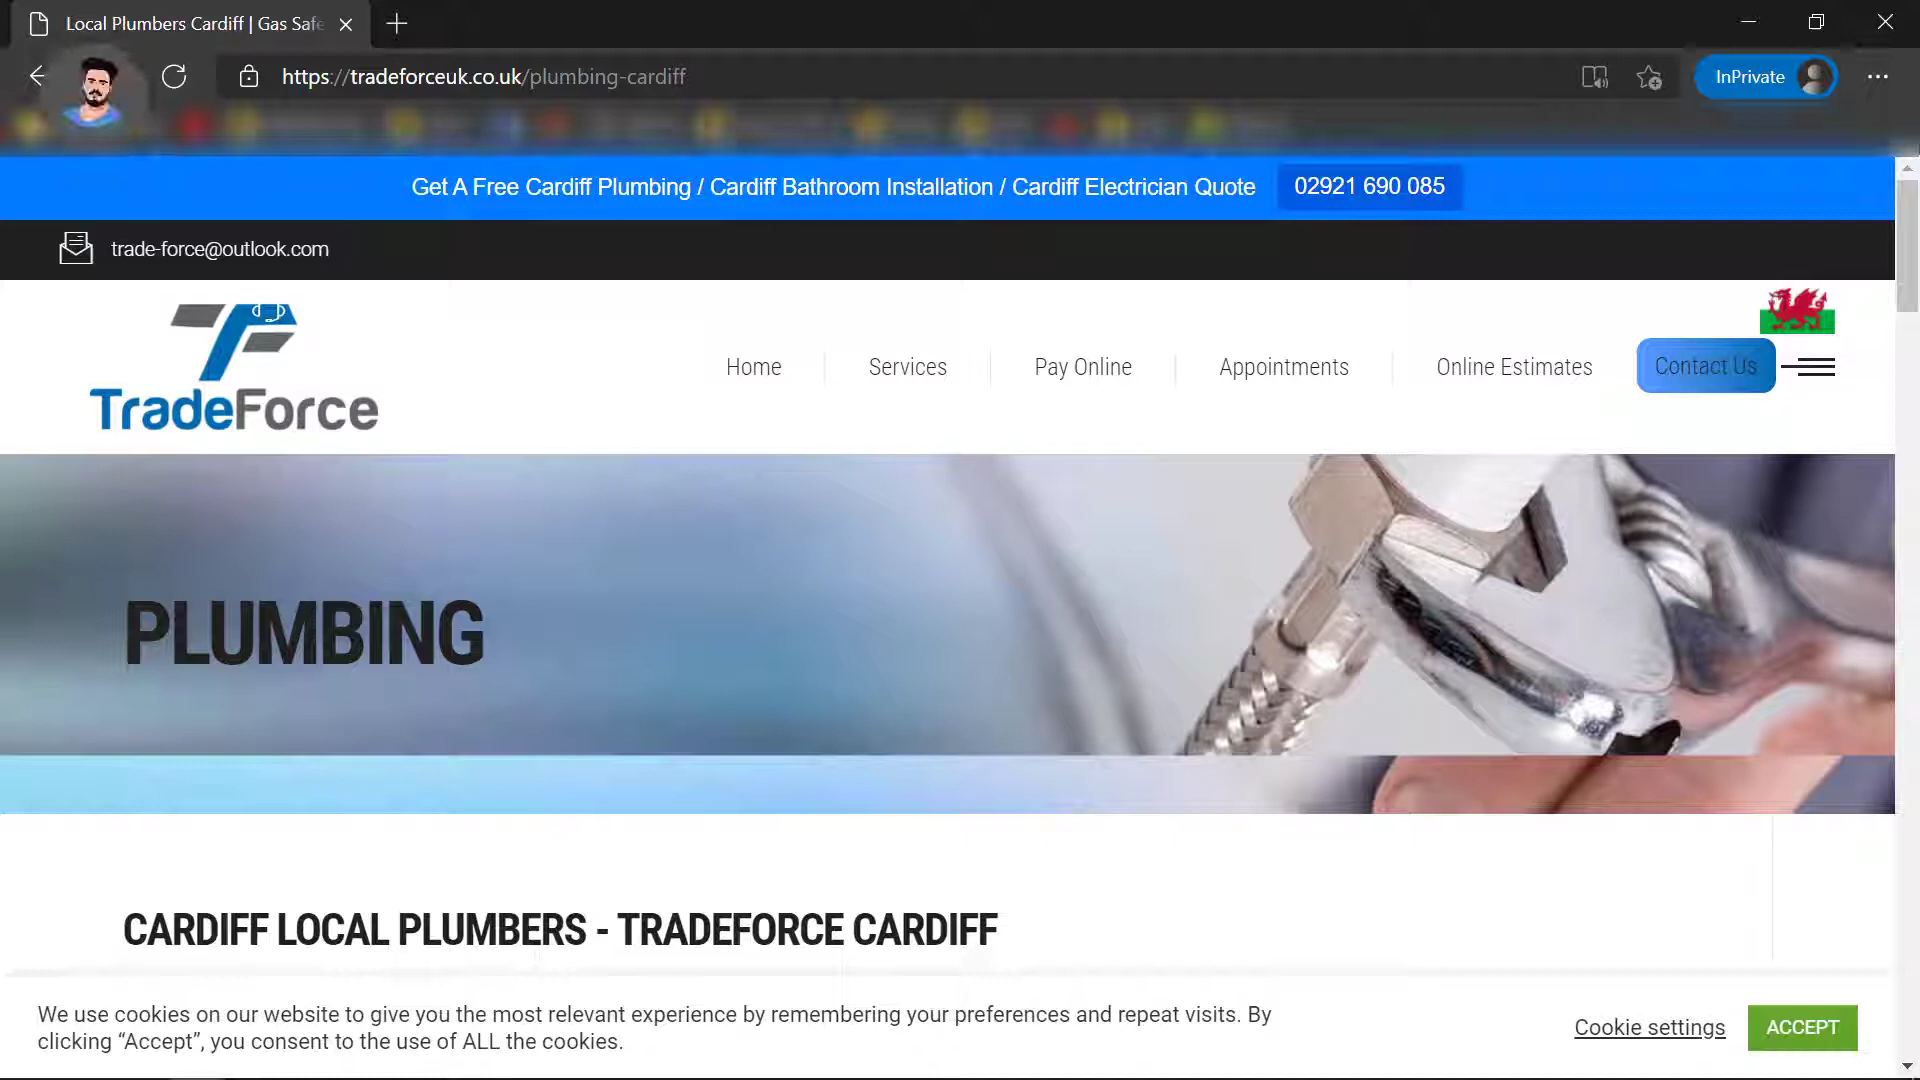 Local Plumbers Cardiff | Gas Safe
https://tradeforceuk.co.uk/plumbing-cardiff
InPrivate
Get A Free Cardiff Plumbing / Cardiff Bathroom Installation / Cardiff Electrician Quote 02921 690 085
trade-force@outlook.com
TradeForce
Home Services Pay Online Appointments Online Estimates Contact Us
PLUMBING
CARDIFF LOCAL PLUMBERS - TRADEFORCE CARDIFF
We use cookies on our website to give you the most relevant experience by remembering your preferences and repeat visits. By
clicking “Accept”, you consent to the use of ALL the cookies.
Cookie settings ACCEPT